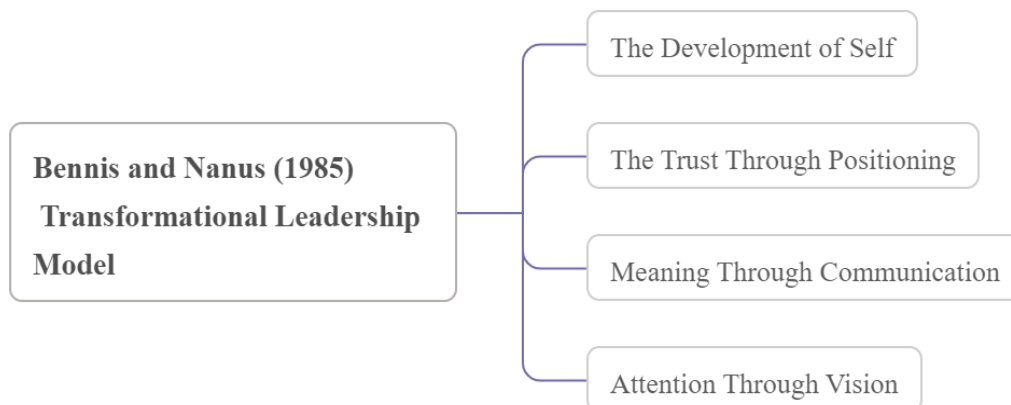 Bennis and Nanus (1985)
Transformational Leadership
Model
The Development of Self
The Trust Through Positioning
Meaning Through Communication
Attention Through Vision